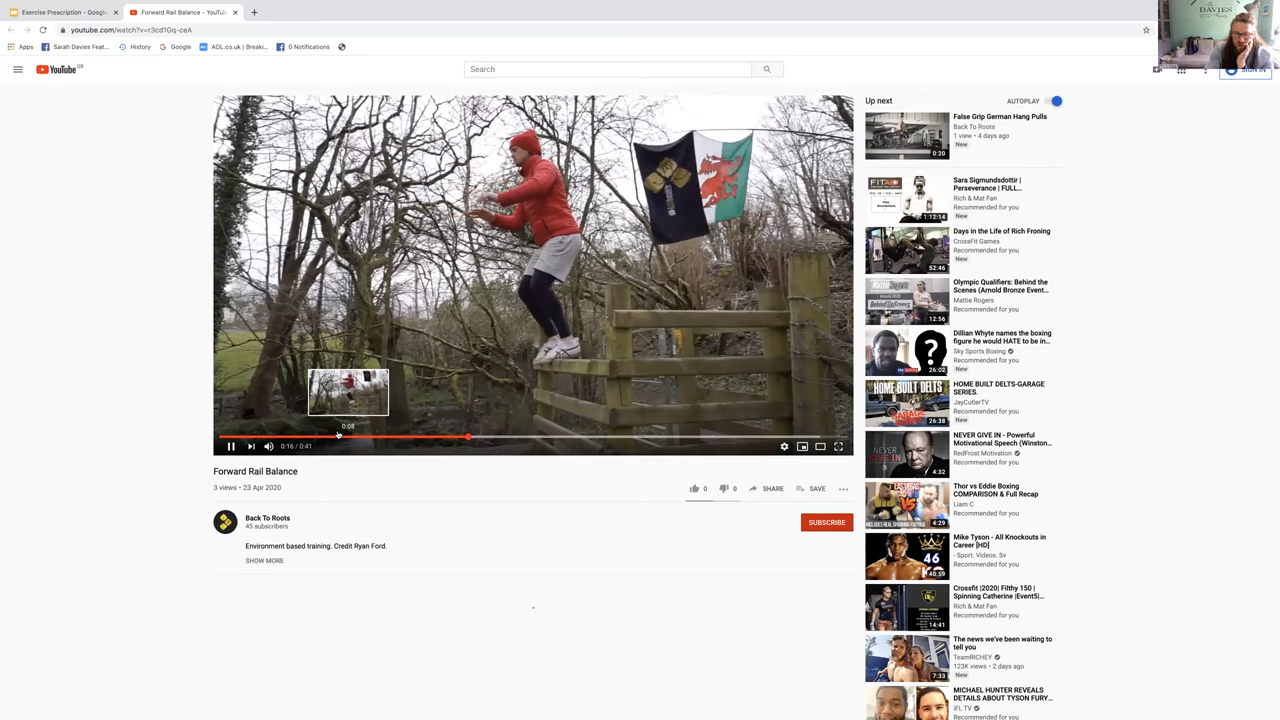 Exercise Prescription - Google
Forward Rail Balance - YouTu
youtube.com/watch?v=r3cd1Gq-ceA
Apps
Sarah Davies Feat...
History
Google
AOL.co.uk | Breaki...
0 Notifications
DAVIES
YouTube GB
Search
SIGN IN
Up next
AUTOPLAY
False Grip German Hang Pulls
Back To Roots
1 view • 4 days ago
New
0:20
Sara Sigmundsdottir |
Perseverance | FULL...
Rich & Mat Fan
Recommended for you
New
1:12:14
Days in the Life of Rich Froning
CrossFit Games
Recommended for you
52:46
Olympic Qualifiers: Behind the
Scenes (Arnold Bronze Event...
Mattie Rogers
Recommended for you
12:56
Dillian Whyte names the boxing
figure he would HATE to be in...
Sky Sports Boxing
Recommended for you
New
26:02
HOME BUILT DELTS-GARAGE
SERIES.
JayCutlerTV
Recommended for you
New
HOME BUILT DELTS
26:38
NEVER GIVE IN - Powerful
Motivational Speech (Winston...
RedFrost Motivation
Recommended for you
4:32
Thor vs Eddie Boxing
COMPARISON & Full Recap
Liam C
Recommended for you
4:29
Mike Tyson - All Knockouts in
Career [HD]
- Sport. Videos. Sv
Recommended for you
46
40:59
Crossfit |2020| Filthy 150 |
Spinning Catherine |Event5|...
Rich & Mat Fan
Recommended for you
14:41
The news we've been waiting to
tell you
TeamRICHEY
123K views • 2 days ago
New
7:33
MICHAEL HUNTER REVEALS
DETAILS ABOUT TYSON FURY...
iFL TV
Recommended for you
0:08
0:16 / 0:41
Forward Rail Balance
3 views • 23 Apr 2020
0
0
SHARE
SAVE
Back To Roots
45 subscribers
SUBSCRIBE
Environment based training. Credit Ryan Ford.
SHOW MORE